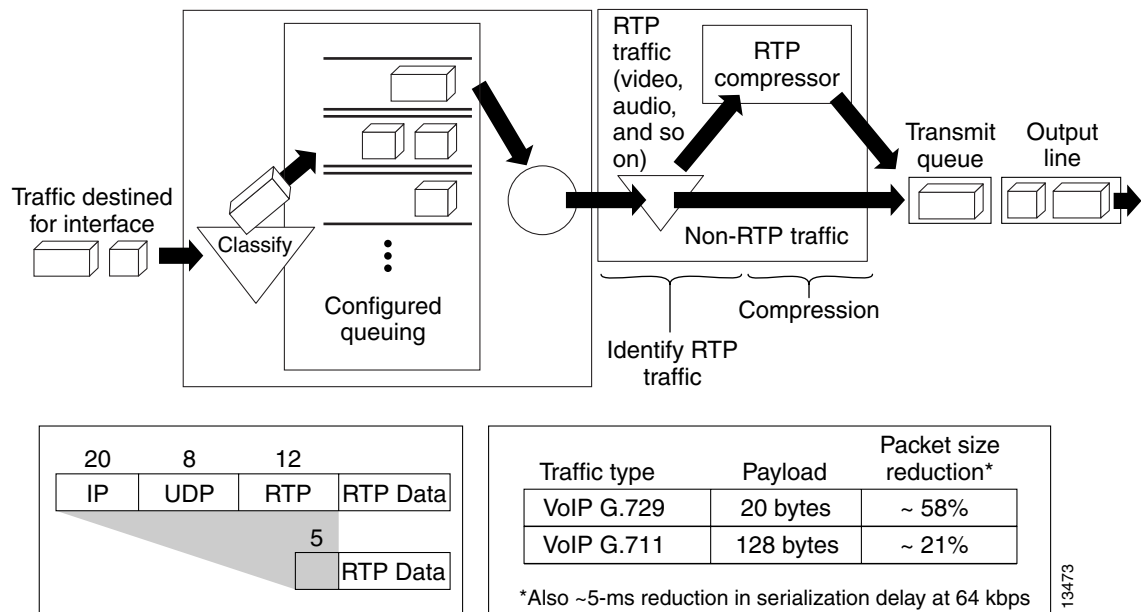 Traffic destined
for interface
Classify
Configured
queuing
RTP
traffic
(video,
audio,
and so
on)
RTP
compressor
Non-RTP traffic
Transmit
queue
Output
line
Identify RTP
traffic
Compression
20 8 12
IP UDP RTP RTP Data
5
RTP Data
Traffic type Payload Packet size
reduction*
VoIP G.729 20 bytes ~ 58%
VoIP G.711 128 bytes ~ 21%
*Also ~5-ms reduction in serialization delay at 64 kbps
13473